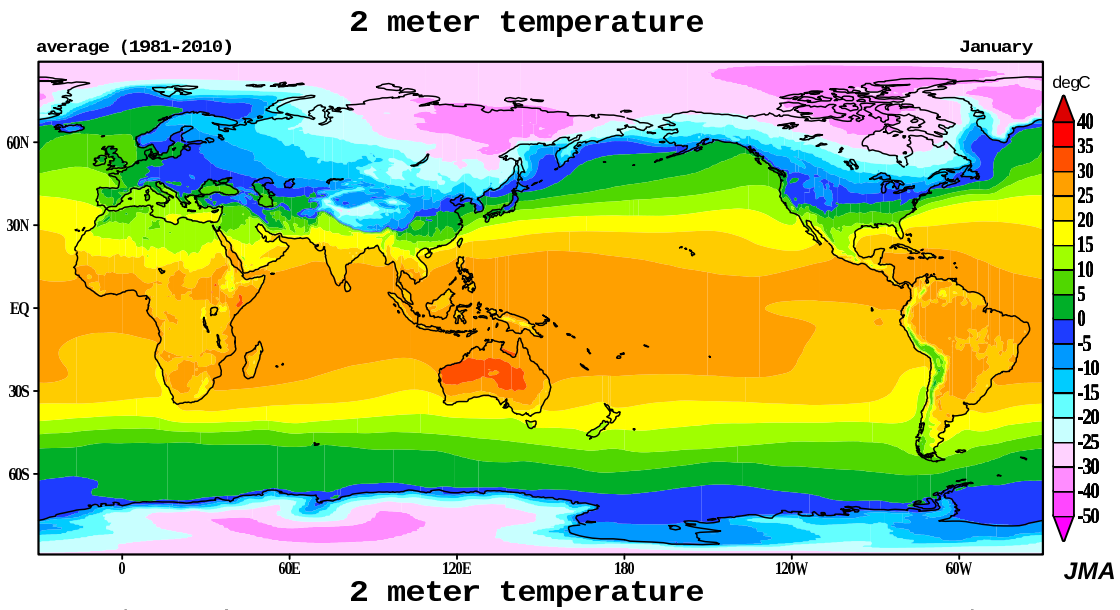 2 meter temperature
average (1981-2010)
January
degC
40
35
30
25
20
15
10
5
0
-5
-10
-15
-20
-25
-30
-40
-50
60N
30N
EQ
30S
60S
0
60E
120E
180
120W
60W
JMA
2 meter temperature